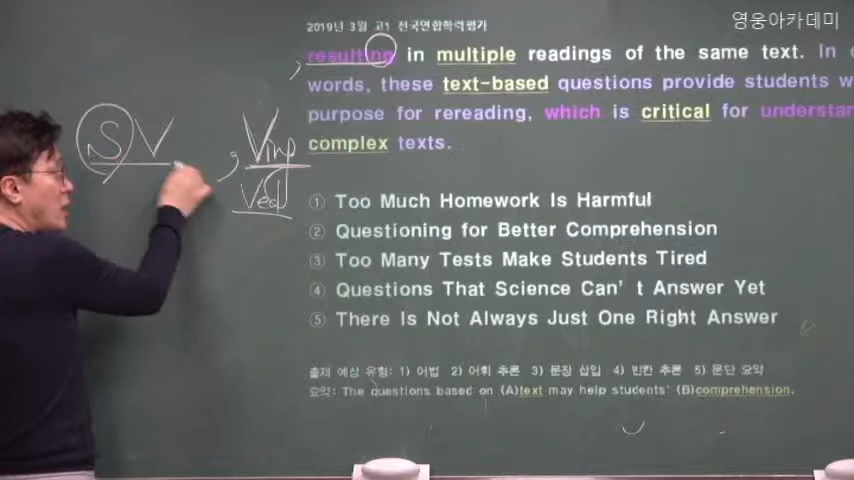 영웅아카데미
2019년 3월 고1 전국연합학력평가
resulting in multiple readings of the same text. In
words, these text-based questions provide students
purpose for rereading, which is critical for
complex texts.
S V , Ving
Ved
① Too Much Homework Is Harmful
② Questioning for Better Comprehension
③ Too Many Tests Make Students Tired
④ Questions That Science Can't Answer Yet
⑤ There Is Not Always Just One Right Answer
출제 예상 유형: 1) 어법 2) 어휘 추론 3) 문장 삽입 4) 빈칸 추론 5) 문단 요약
요약: The questions based on (A)text may help students' (B)comprehension.